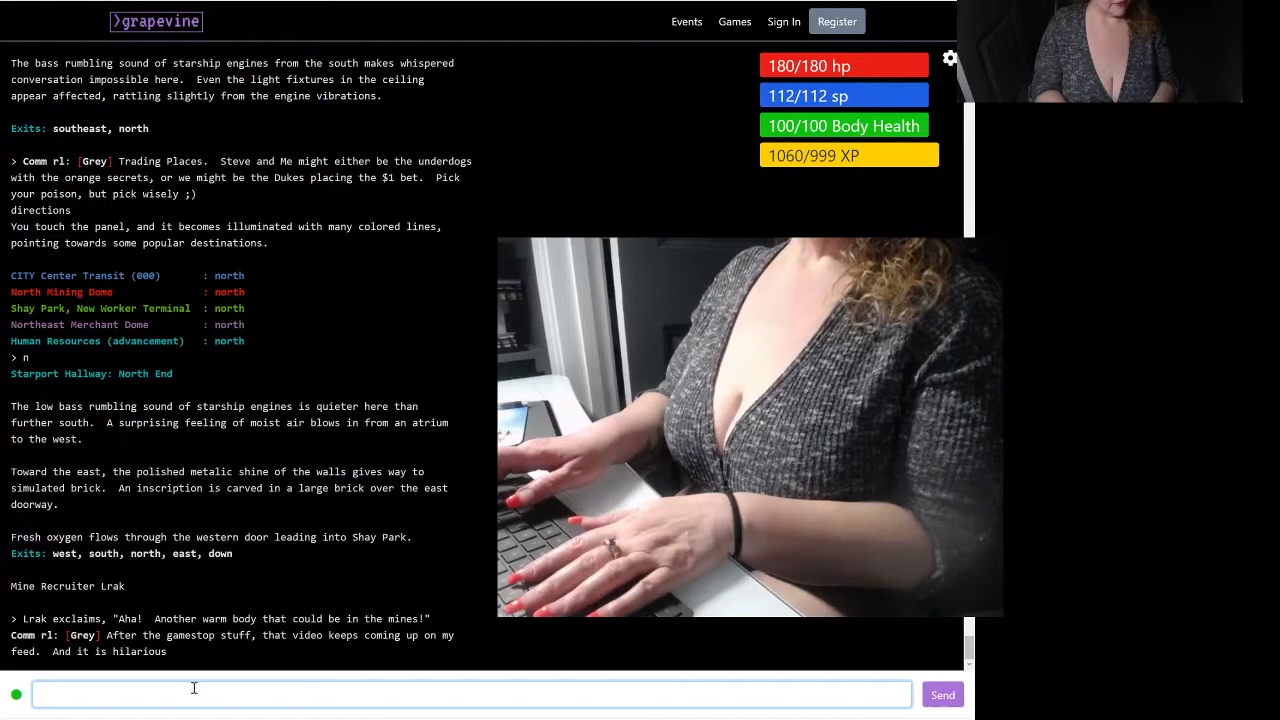 >grapevine
Events Games Sign In Register
The bass rumbling sound of starship engines from the south makes whispered
conversation impossible here. Even the light fixtures in the ceiling
appear affected, rattling slightly from the engine vibrations.
Exits: southeast, north
> Comm rl: [Grey] Trading Places. Steve and Me might either be the underdogs
with the orange secrets, or we might be the Dukes placing the $1 bet. Pick
your poison, but pick wisely ;)
directions
You touch the panel, and it becomes illuminated with many colored lines,
pointing towards some popular destinations.
CITY Center Transit (000) : north
North Mining Dome : north
Shay Park, New Worker Terminal : north
Northeast Merchant Dome : north
Human Resources (advancement) : north
> n
Starport Hallway: North End
The low bass rumbling sound of starship engines is quieter here than
further south. A surprising feeling of moist air blows in from an atrium
to the west.
Toward the east, the polished metalic shine of the walls gives way to
simulated brick. An inscription is carved in a large brick over the east
doorway.
Fresh oxygen flows through the western door leading into Shay Park.
Exits: west, south, north, east, down
Mine Recruiter Lrak
> Lrak exclaims, "Aha! Another warm body that could be in the mines!"
Comm rl: [Grey] After the gamestop stuff, that video keeps coming up on my
feed. And it is hilarious
180/180 hp
112/112 sp
100/100 Body Health
1060/999 XP
Send